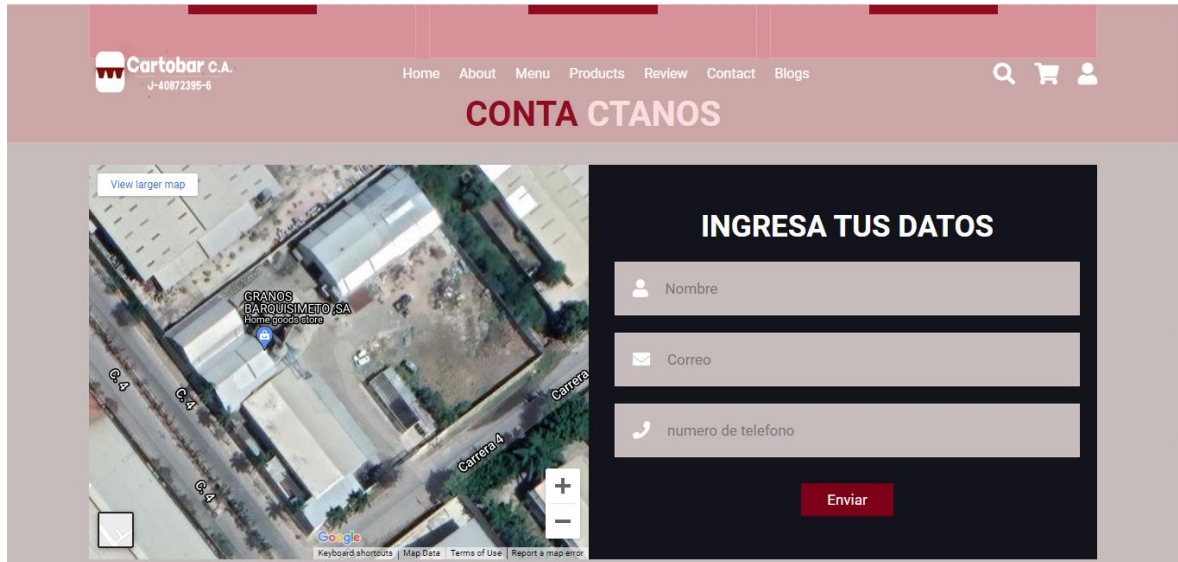 Cartobar C.A.
J-40872395-6
Home About Menu Products Review Contact Blogs
CONTA CTANOS
View larger map
GRANOS
BARQUISIMETO ,SA
Home goods store
C. 4
C. 4
C. 4
Carrera 4
Carrera
Google
Keyboard shortcuts Map Data Terms of Use Report a map error
INGRESA TUS DATOS
Nombre
Correo
numero de telefono
Enviar